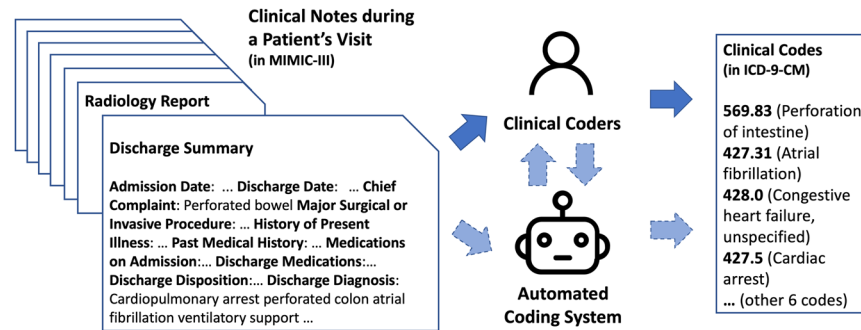 Clinical Notes during
a Patient's Visit
(in MIMIC-III)
Radiology Report
Discharge Summary
Admission Date: ... Discharge Date: ... Chief
Complaint: Perforated bowel Major Surgical or
Invasive Procedure: ... History of Present
Illness: ... Past Medical History: ... Medications
on Admission:... Discharge Medications:...
Discharge Disposition:... Discharge Diagnosis:
Cardiopulmonary arrest perforated colon atrial
fibrillation ventilatory support ...
Clinical Coders
Automated
Coding System
Clinical Codes
(in ICD-9-CM)
569.83 (Perforation
of intestine)
427.31 (Atrial
fibrillation)
428.0 (Congestive
heart failure,
unspecified)
427.5 (Cardiac
arrest)
... (other 6 codes)